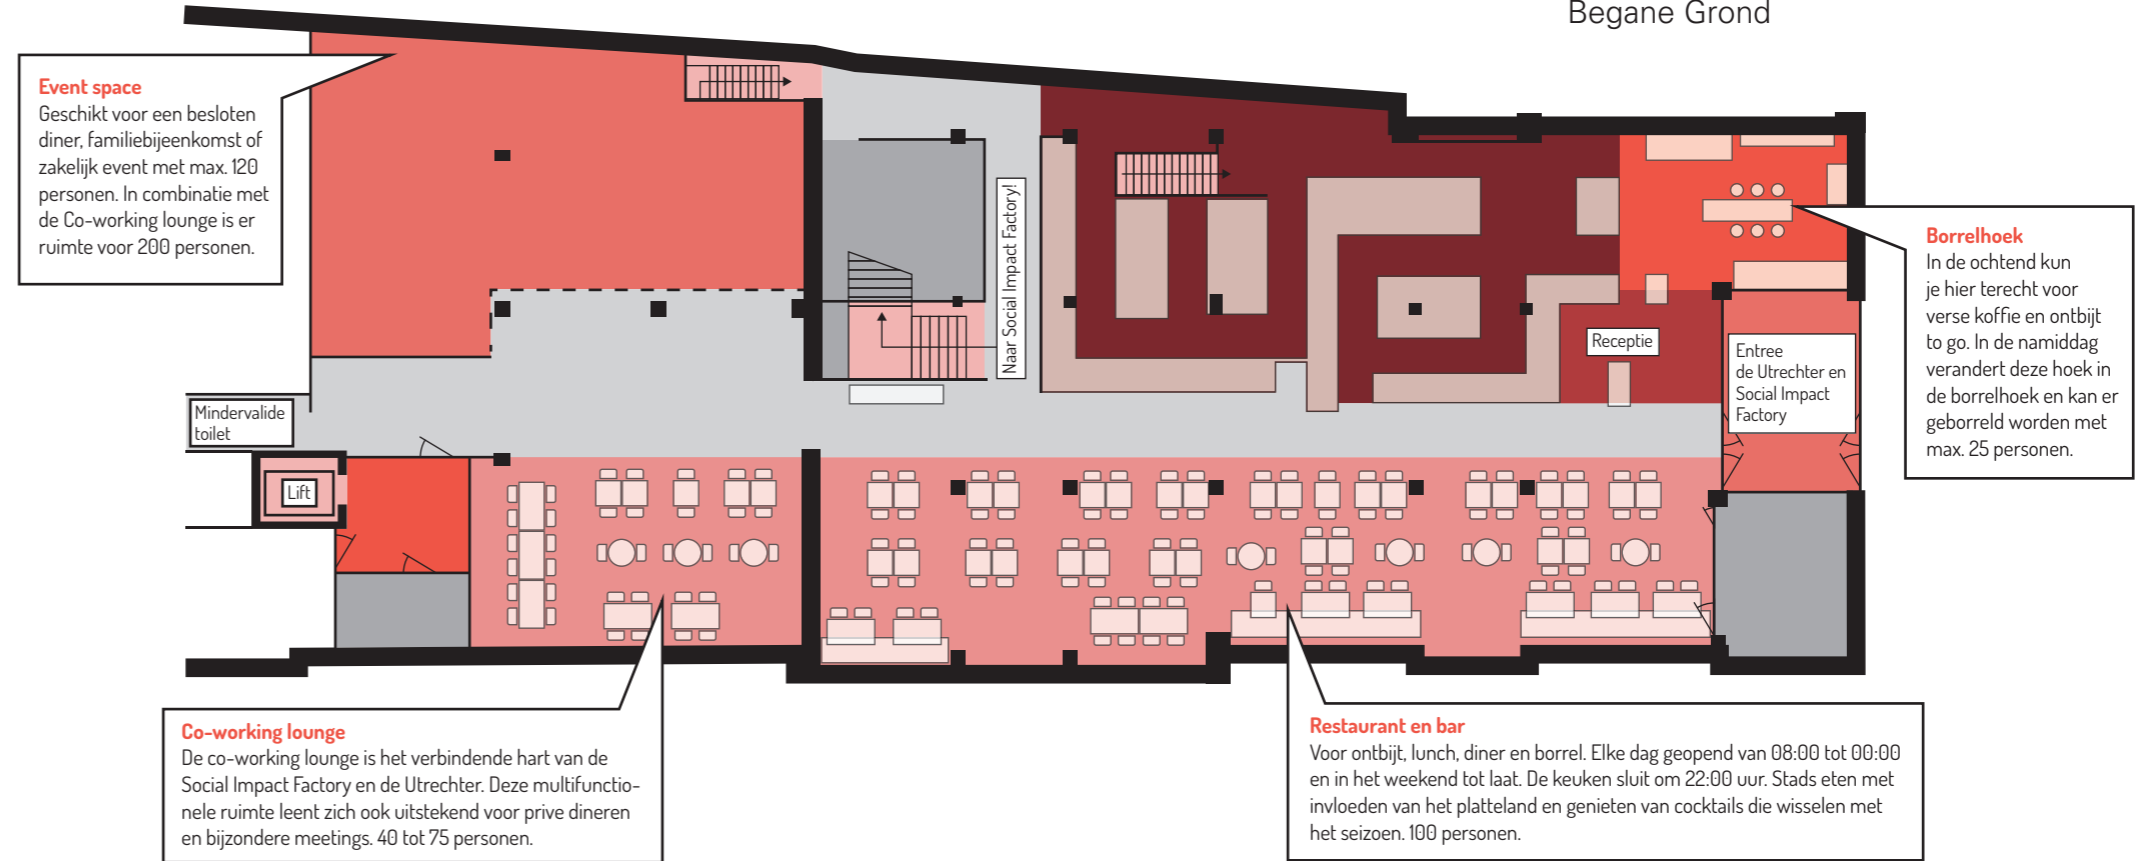 Begane Grond
Event space
Geschikt voor een besloten
diner, familiebijeenkomst of
zakelijk event met max. 120
personen. In combinatie met
de Co-working lounge is er
ruimte voor 200 personen.
Naar Social Impact Factory!
Borrelhoek
In de ochtend kun
je hier terecht voor
verse koffie en ontbijt
to go. In de namiddag
verandert deze hoek in
de borrelhoek en kan er
geborreld worden met
max. 25 personen.
Receptie
Entree
de Utrechter en
Social Impact
Factory
Mindervalide
toilet
Lift
Co-working lounge
De co-working lounge is het verbindende hart van de
Social Impact Factory en de Utrechter. Deze multifunctio-
nele ruimte leent zich ook uitstekend voor prive dineren
en bijzondere meetings. 40 tot 75 personen.
Restaurant en bar
Voor ontbijt, lunch, diner en borrel. Elke dag geopend van 08:00 tot 00:00
en in het weekend tot laat. De keuken sluit om 22:00 uur. Stads eten met
invloeden van het platteland en genieten van cocktails die wisselen met
het seizoen. 100 personen.